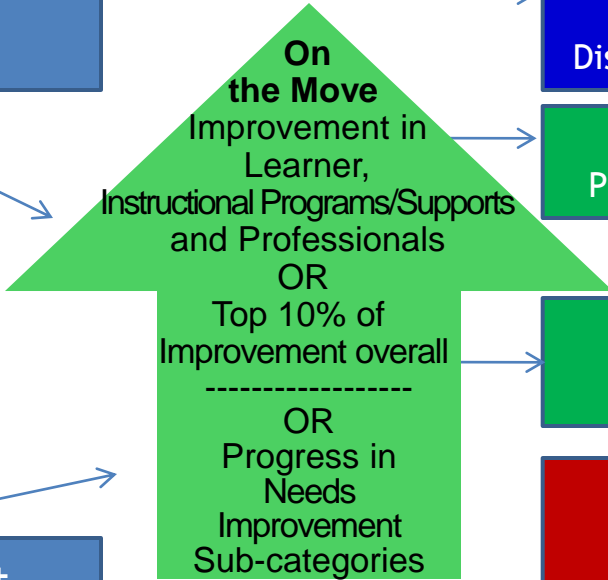 On
the Move
Improvement in
Learner,
Instructional Programs/Supports
and Professionals
OR
Top 10% of
Improvement overall
------------------
OR
Progress in
Needs
Improvement
Sub-categories